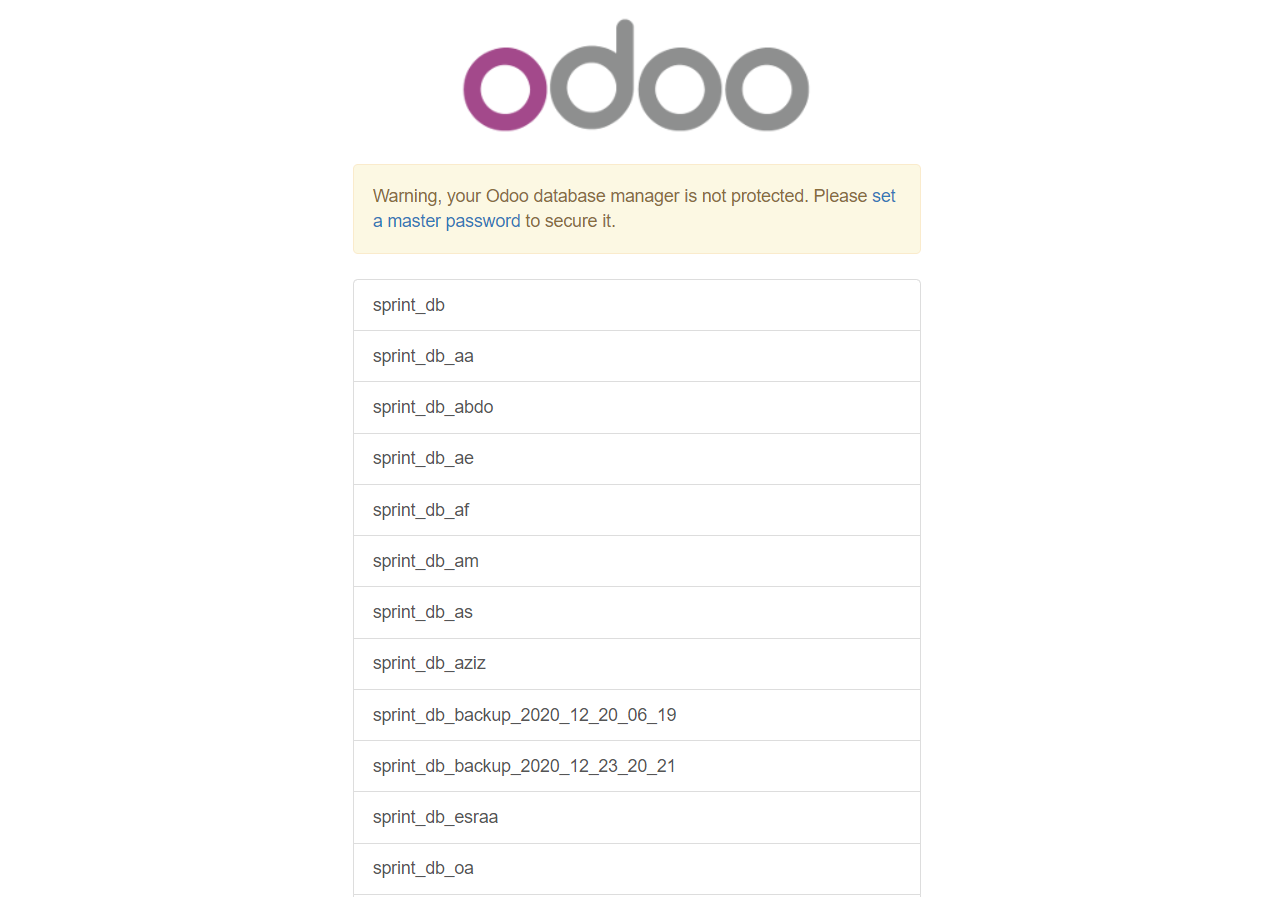 odoo
Warning, your Odoo database manager is not protected. Please set
a master password to secure it.
sprint_db
sprint_db_aa
sprint_db_abdo
sprint_db_ae
sprint_db_af
sprint_db_am
sprint_db_as
sprint_db_aziz
sprint_db_backup_2020_12_20_06_19
sprint_db_backup_2020_12_23_20_21
sprint_db_esraa
sprint_db_oa